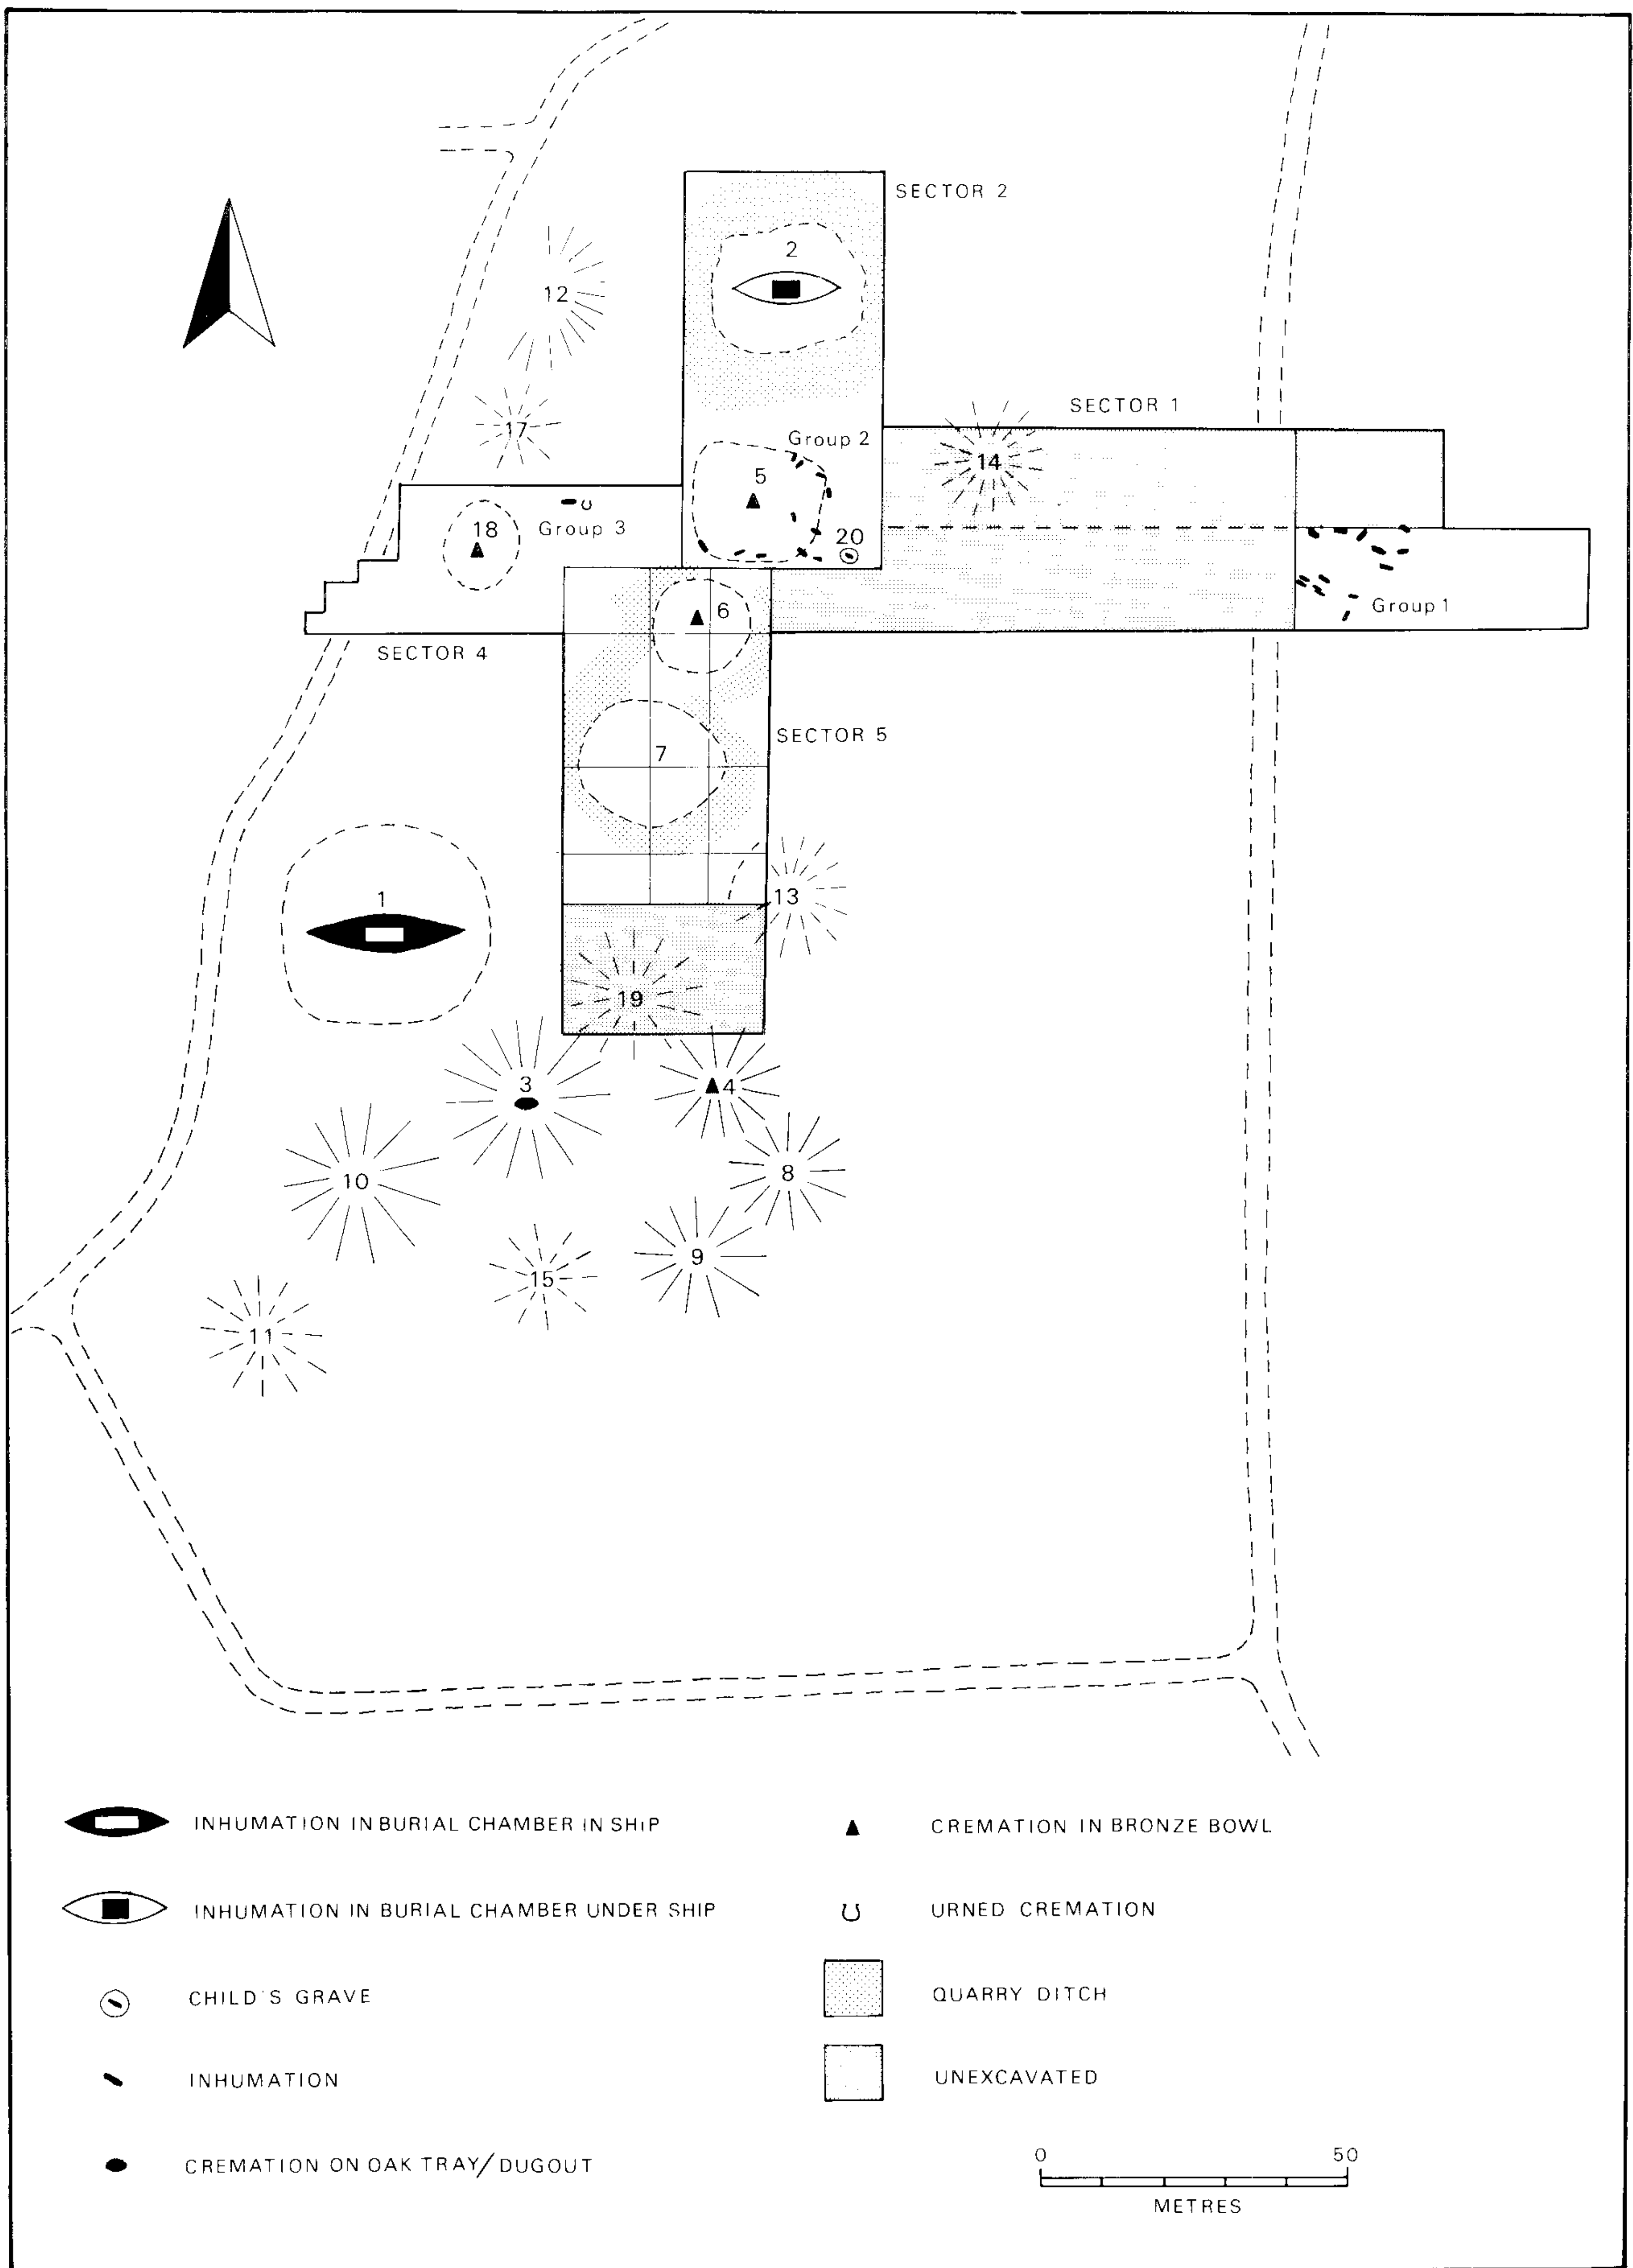 SECTOR 2
2
12
SECTOR 1
17
Group 2
14
5
18
Group 3
20
6
Group 1
SECTOR 4
SECTOR 5
7
1
13
19
3
4
10
8
9
15
11
INHUMATION IN BURIAL CHAMBER IN SHIP
CREMATION IN BRONZE BOWL
INHUMATION IN BURIAL CHAMBER UNDER SHIP
URNED CREMATION
CHILD'S GRAVE
QUARRY DITCH
INHUMATION
UNEXCAVATED
CREMATION ON OAK TRAY/DUGOUT
0 50
METRES